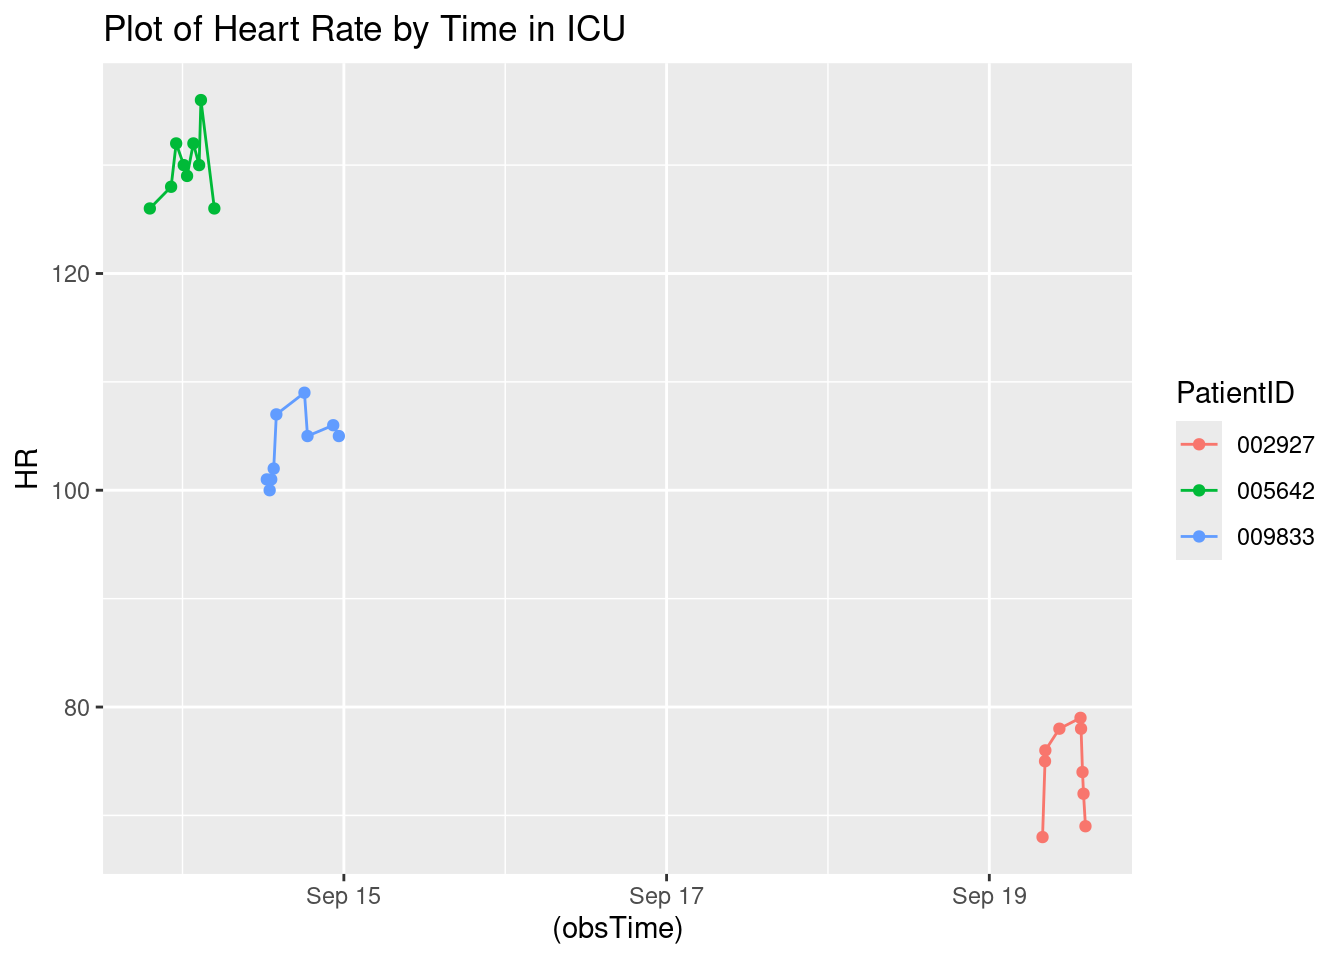 Plot of Heart Rate by Time in ICU
HR
120
100
80
Sep 15
Sep 17
Sep 19
(obsTime)
PatientID
002927
005642
009833